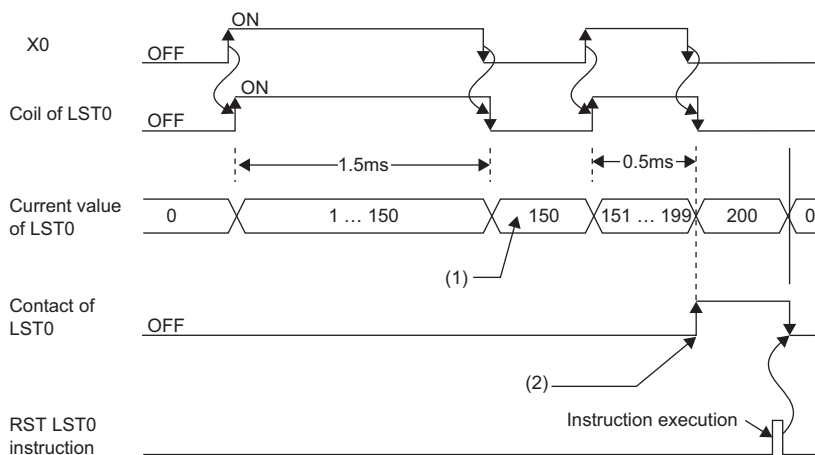 X0
ON
OFF
Coil of LST0
ON
OFF
1.5ms
0.5ms
Current value
of LST0
0
1 ... 150
150
151 ... 199
200
0
(1)
Contact of
LST0
OFF
(2)
RST LST0
instruction
Instruction execution